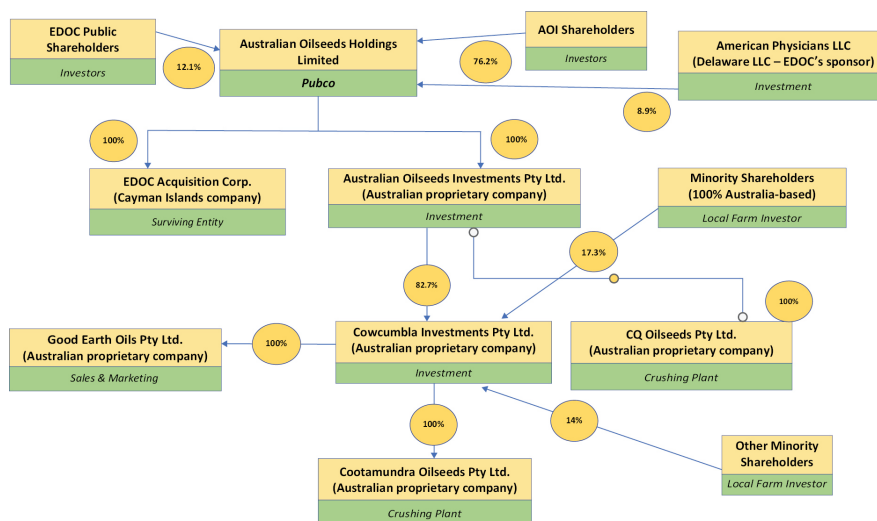 EDOC Public
Shareholders
Investors
12.1%
Australian Oilseeds Holdings
Limited
Pubco
AOI Shareholders
Investors
76.2%
American Physicians LLC
(Delaware LLC – EDOC's sponsor)
Investment
8.9%
100%
100%
EDOC Acquisition Corp.
(Cayman Islands company)
Surviving Entity
Australian Oilseeds Investments Pty Ltd.
(Australian proprietary company)
Investment
Minority Shareholders
(100% Australia-based)
Local Farm Investor
17.3%
82.7%
100%
Good Earth Oils Pty Ltd.
(Australian proprietary company)
Sales & Marketing
100%
Cowcumbla Investments Pty Ltd.
(Australian proprietary company)
Investment
CQ Oilseeds Pty Ltd.
(Australian proprietary company)
Crushing Plant
100%
14%
Other Minority
Shareholders
Local Farm Investor
Cootamundra Oilseeds Pty Ltd.
(Australian proprietary company)
Crushing Plant